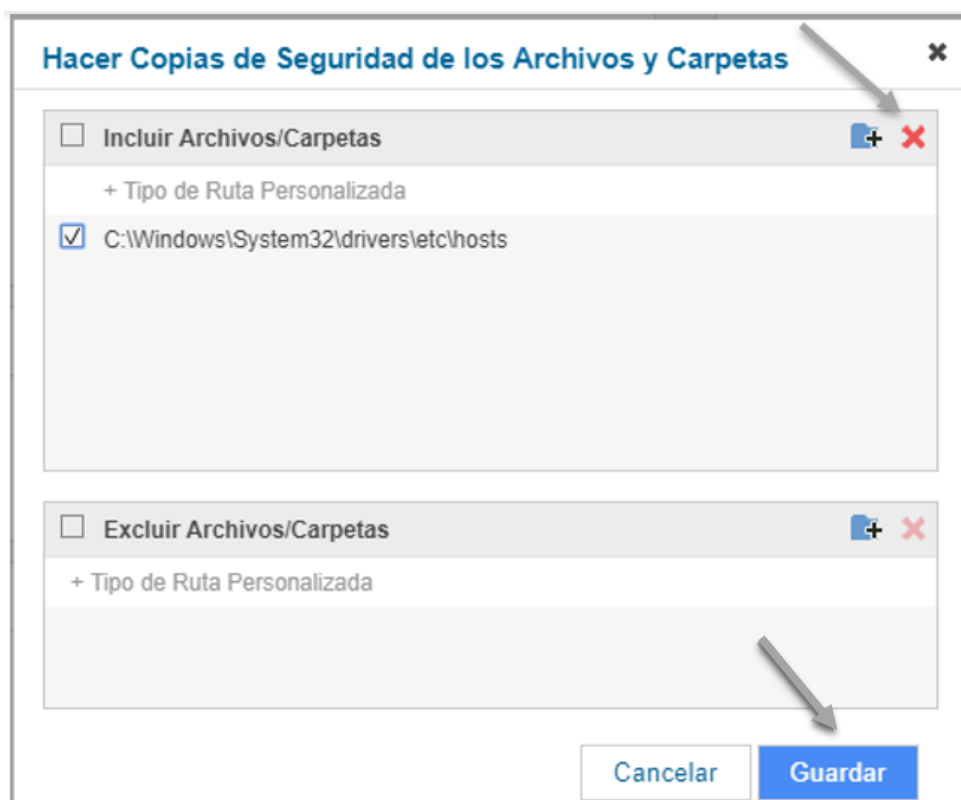 Hacer Copias de Seguridad de los Archivos y Carpetas
Incluir Archivos/Carpetas
+ Tipo de Ruta Personalizada
C:\Windows\System32\drivers\etc\hosts
Excluir Archivos/Carpetas
+ Tipo de Ruta Personalizada
Cancelar Guardar